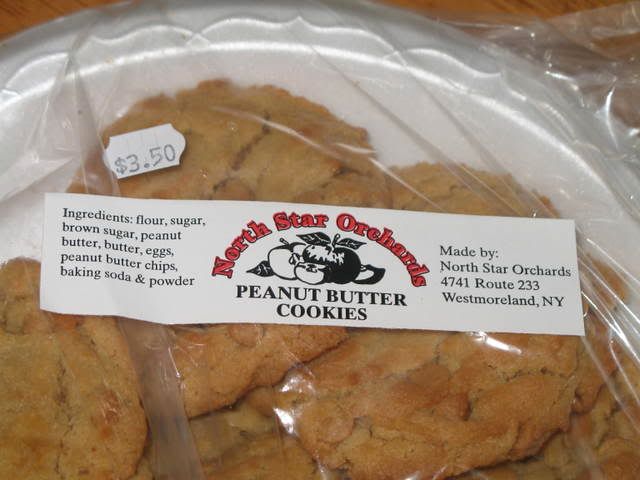 $3.50
Ingredients: flour, sugar,
brown sugar, peanut
butter, butter, eggs,
peanut butter chips,
baking soda & powder
North Star Orchards
PEANUT BUTTER
COOKIES
Made by:
North Star Orchards
4741 Route 233
Westmoreland, NY